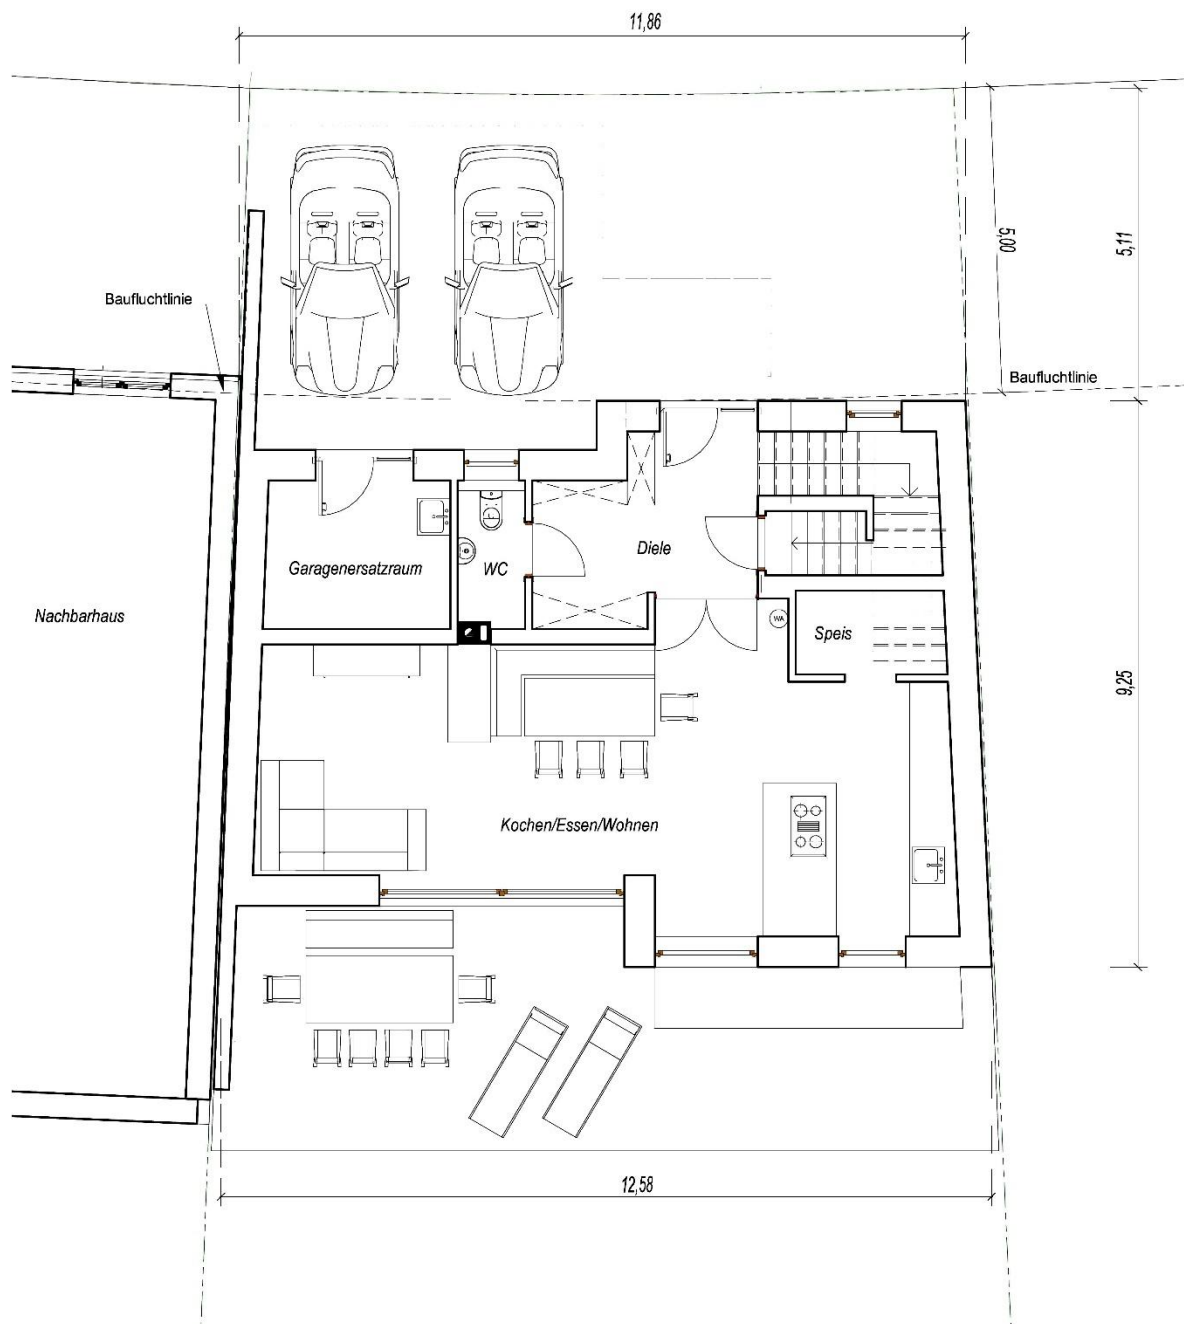 11,86
5,00
5,11
Baufluchtlinie
Baufluchtlinie
Diele
Garagenersatzraum
WC
Nachbarhaus
WA
Speis
9,25
Kochen/Essen/Wohnen
12,58